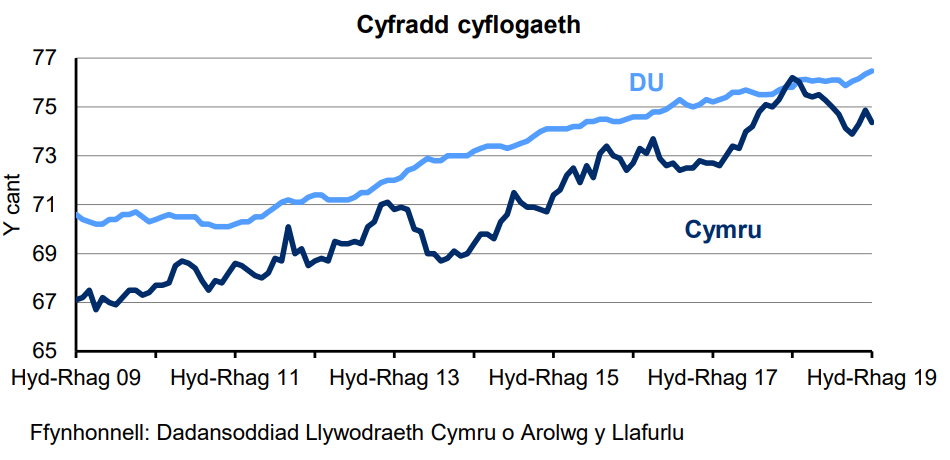 Cyfradd cyflogaeth
Y cant
77
75
73
71
69
67
65
DU
Cymru
Hyd-Rhag 09 Hyd-Rhag 11 Hyd-Rhag 13 Hyd-Rhag 15 Hyd-Rhag 17 Hyd-Rhag 19
Ffynhonnell: Dadansoddiad Llywodraeth Cymru o Arolwg y Llafurlu